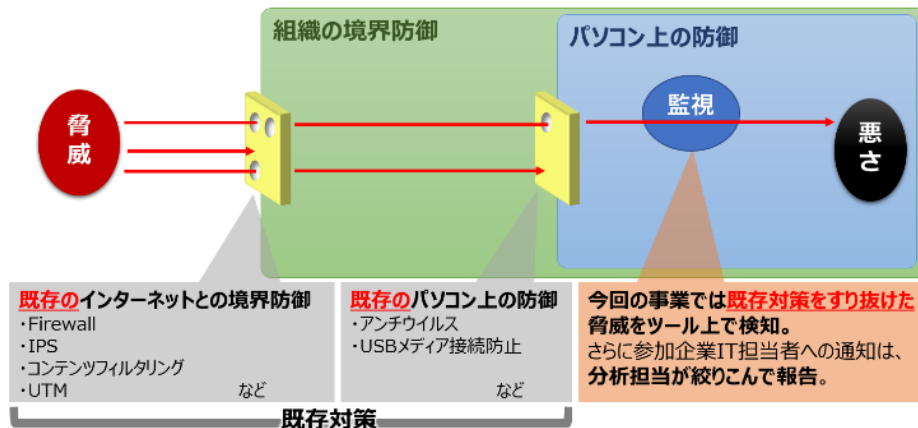 組織の境界防御
パソコン上の防御
脅
威
監視
悪
さ
既存のインターネットとの境界防御
・Firewall
・IPS
・コンテンツフィルタリング
・UTM など
既存のパソコン上の防御
・アンチウイルス
・USBメディア接続防止
など
今回の事業では既存対策をすり抜けた
脅威をツール上で検知。
さらに参加企業IT担当者への通知は、
分析担当が絞りこんで報告。
既存対策